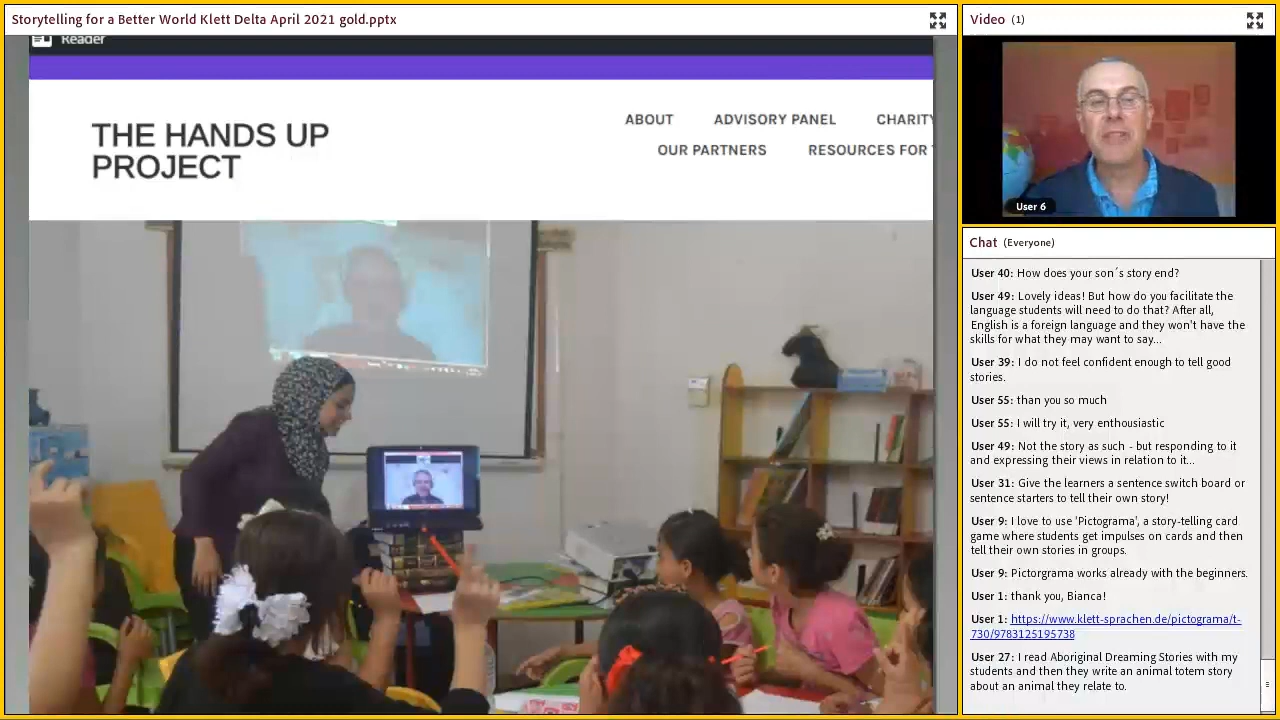 Storytelling for a Better World Klett Delta April 2021 gold.pptx
Reader
THE HANDS UP
PROJECT
ABOUT ADVISORY PANEL CHARITY
OUR PARTNERS RESOURCES FOR
Video (1)
User 6
Chat (Everyone)
User 40: How does your son´s story end?
User 49: Lovely ideas! But how do you facilitate the
language students will need to do that? After all,
English is a foreign language and they won't have the
skills for what they may want to say...
User 39: I do not feel confident enough to tell good
stories.
User 55: than you so much
User 55: I will try it, very enthousiastic
User 49: Not the story as such - but responding to it
and expressing their views in relation to it...
User 31: Give the learners a sentence switch board or
sentence starters to tell their own story!
User 9: I love to use 'Pictograma', a story-telling card
game where students get impulses on cards and then
tell their own stories in groups.
User 9: Pictorgrama works already with the beginners.
User 1: thank you, Bianca!
User 1: https://www.klett-sprachen.de/pictograma/t-
730/9783125195738
User 27: I read Aboriginal Dreaming Stories with my
students and then they write an animal totem story
about an animal they relate to.